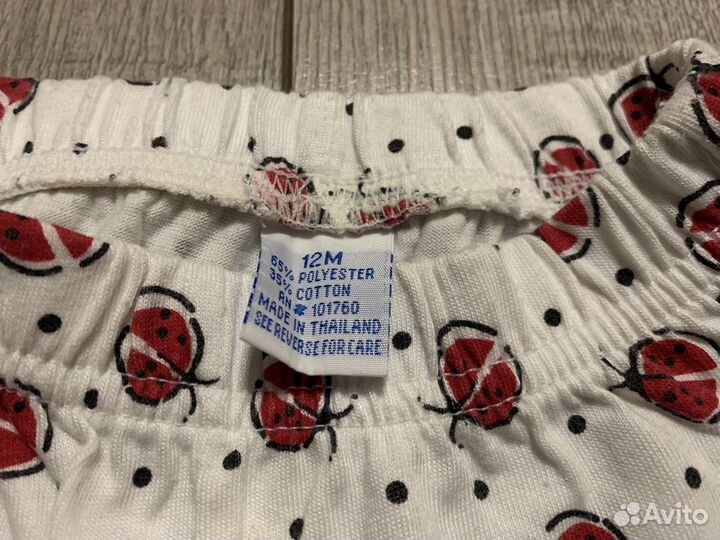 12M
65% POLYESTER
35% COTTON
RN # 101760
MADE IN THAILAND
SEE REVERSE FOR CARE
Avito